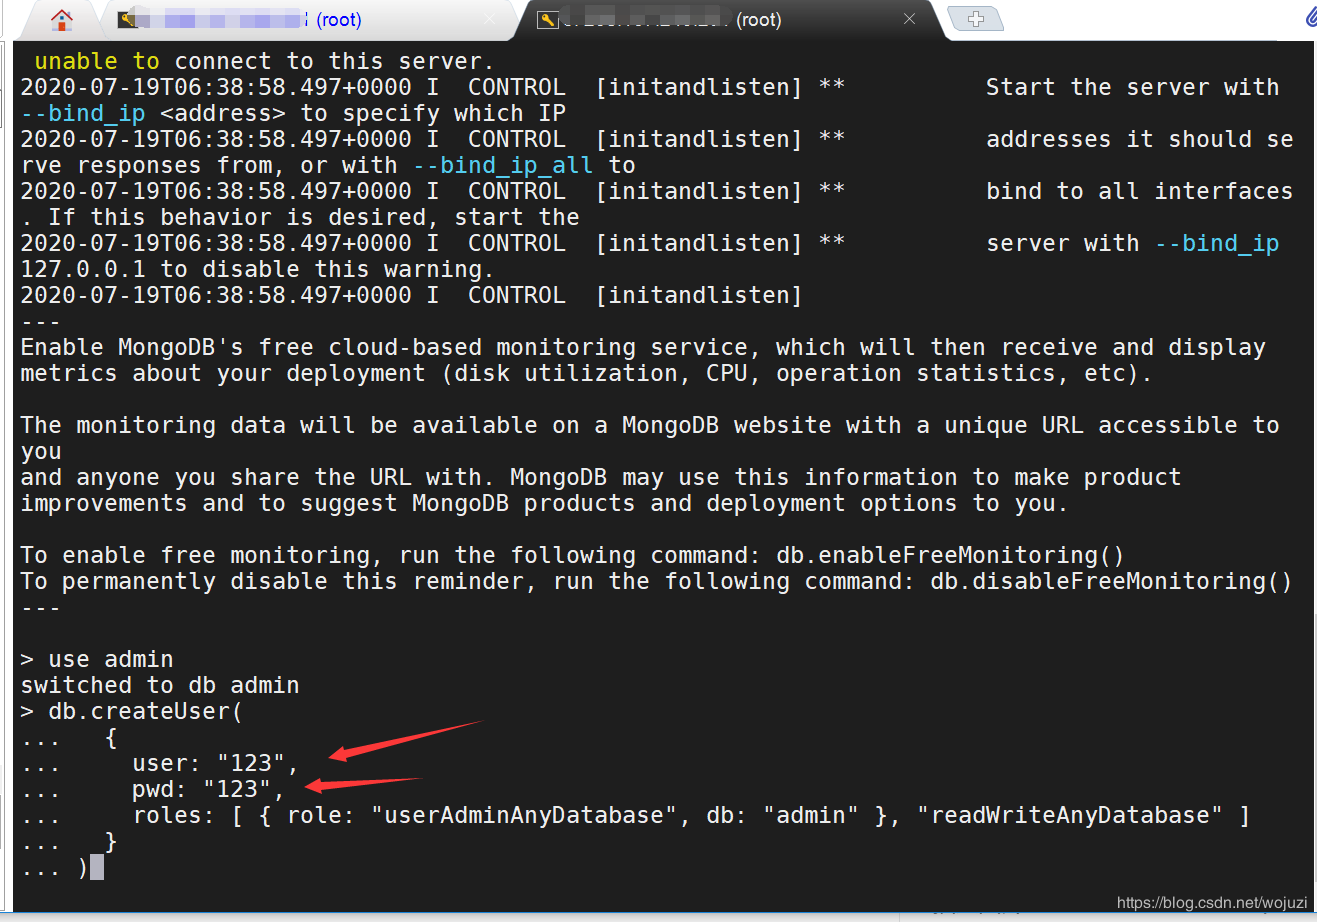 (root)
(root)
unable to connect to this server.
2020-07-19T06:38:58.497+0000 I  CONTROL  [initandlisten] **          Start the server with
--bind_ip <address> to specify which IP
2020-07-19T06:38:58.497+0000 I  CONTROL  [initandlisten] **          addresses it should se
rve responses from, or with --bind_ip_all to
2020-07-19T06:38:58.497+0000 I  CONTROL  [initandlisten] **          bind to all interfaces
. If this behavior is desired, start the
2020-07-19T06:38:58.497+0000 I  CONTROL  [initandlisten] **          server with --bind_ip
127.0.0.1 to disable this warning.
2020-07-19T06:38:58.497+0000 I  CONTROL  [initandlisten]
---
Enable MongoDB's free cloud-based monitoring service, which will then receive and display
metrics about your deployment (disk utilization, CPU, operation statistics, etc).
The monitoring data will be available on a MongoDB website with a unique URL accessible to
you
and anyone you share the URL with. MongoDB may use this information to make product
improvements and to suggest MongoDB products and deployment options to you.
To enable free monitoring, run the following command: db.enableFreeMonitoring()
To permanently disable this reminder, run the following command: db.disableFreeMonitoring()
---
> use admin
switched to db admin
> db.createUser(
...   {
...     user: "123",
...     pwd: "123",
...     roles: [ { role: "userAdminAnyDatabase", db: "admin" }, "readWriteAnyDatabase" ]
...   }
... )
https://blog.csdn.net/wojuzi